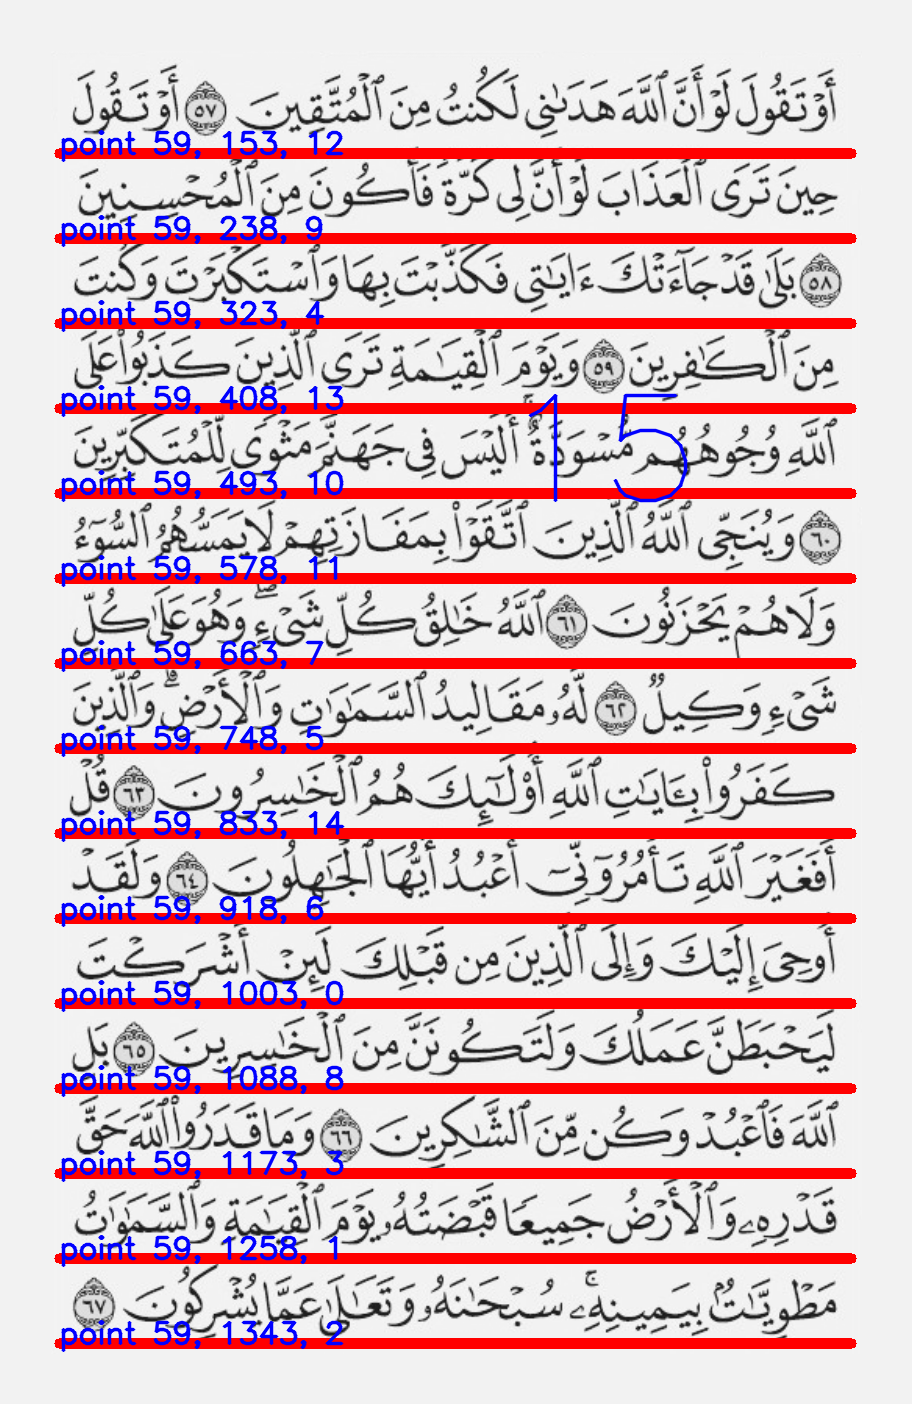 أَوْ تَقُولَ لَوْ أَنَّ ٱللَّهَ هَدَىٰنِى لَكُنتُ مِنَ ٱلْمُتَّقِينَ ٥٧ أَوْ تَقُولَ
point 59, 153, 12
حِينَ تَرَى ٱلْعَذَابَ لَوْ أَنَّ لِى كَرَّةً فَأَكُونَ مِنَ ٱلْمُحْسِنِينَ
point 59, 238, 9
٥٨ بَلَىٰ قَدْ جَآءَتْكَ ءَايَٰتِى فَكَذَّبْتَ بِهَا وَٱسْتَكْبَرْتَ وَكُنتَ
point 59, 323, 4
مِنَ ٱلْكَٰفِرِينَ ٥٩ وَيَوْمَ ٱلْقِيَٰمَةِ تَرَى ٱلَّذِينَ كَذَبُوا۟ عَلَى
point 59, 408, 13
15
ٱللَّهِ وُجُوهُهُم مُّسْوَدَّةٌ ۚ أَلَيْسَ فِى جَهَنَّمَ مَثْوًى لِّلْمُتَكَبِّرِينَ
point 59, 493, 10
٦٠ وَيُنَجِّى ٱللَّهُ ٱلَّذِينَ ٱتَّقَوْا۟ بِمَفَازَتِهِمْ لَا يَمَسُّهُمُ ٱلسُّوٓءُ
point 59, 578, 11
وَلَا هُمْ يَحْزَنُونَ ٦١ ٱللَّهُ خَٰلِقُ كُلِّ شَىْءٍ ۖ وَهُوَ عَلَىٰ كُلِّ
point 59, 663, 7
شَىْءٍ وَكِيلٌ ٦٢ لَّهُۥ مَقَالِيدُ ٱلسَّمَٰوَٰتِ وَٱلْأَرْضِ ۗ وَٱلَّذِينَ
point 59, 748, 5
كَفَرُوا۟ بِـَٔايَٰتِ ٱللَّهِ أُو۟لَٰٓئِكَ هُمُ ٱلْخَٰسِرُونَ ٦٣ قُلْ
point 59, 833, 14
أَفَغَيْرَ ٱللَّهِ تَأْمُرُوٓنِّىٓ أَعْبُدُ أَيُّهَا ٱلْجَٰهِلُونَ ٦٤ وَلَقَدْ
point 59, 918, 6
أُوحِىَ إِلَيْكَ وَإِلَى ٱلَّذِينَ مِن قَبْلِكَ لَئِنْ أَشْرَكْتَ
point 59, 1003, 0
لَيَحْبَطَنَّ عَمَلُكَ وَلَتَكُونَنَّ مِنَ ٱلْخَٰسِرِينَ ٦٥ بَلِ
point 59, 1088, 8
ٱللَّهَ فَٱعْبُدْ وَكُن مِّنَ ٱلشَّٰكِرِينَ ٦٦ وَمَا قَدَرُوا۟ ٱللَّهَ حَقَّ
point 59, 1173, 3
قَدْرِهِۦ وَٱلْأَرْضُ جَمِيعًا قَبْضَتُهُۥ يَوْمَ ٱلْقِيَٰمَةِ وَٱلسَّمَٰوَٰتُ
point 59, 1258, 1
مَطْوِيَّٰتٌۢ بِيَمِينِهِۦ ۚ سُبْحَٰنَهُۥ وَتَعَٰلَىٰ عَمَّا يُشْرِكُونَ ٦٧
point 59, 1343, 2